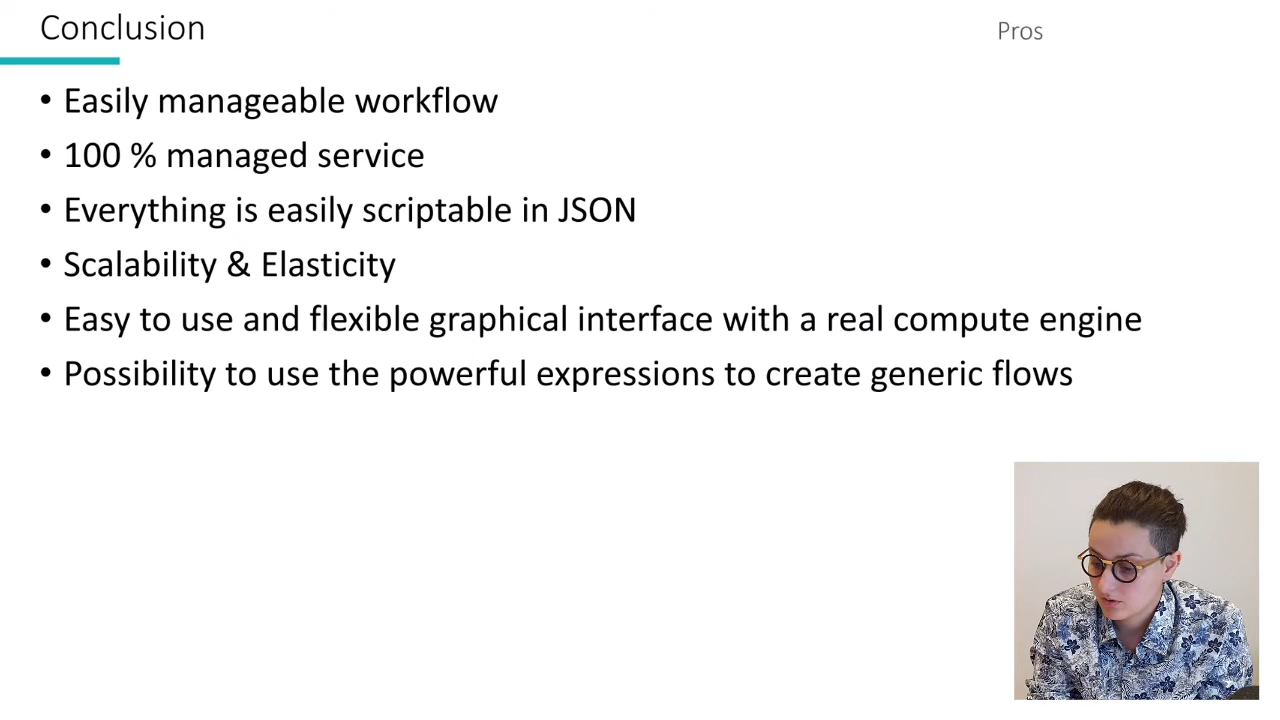 Conclusion
Pros
• Easily manageable workflow
• 100 % managed service
• Everything is easily scriptable in JSON
• Scalability & Elasticity
• Easy to use and flexible graphical interface with a real compute engine
• Possibility to use the powerful expressions to create generic flows